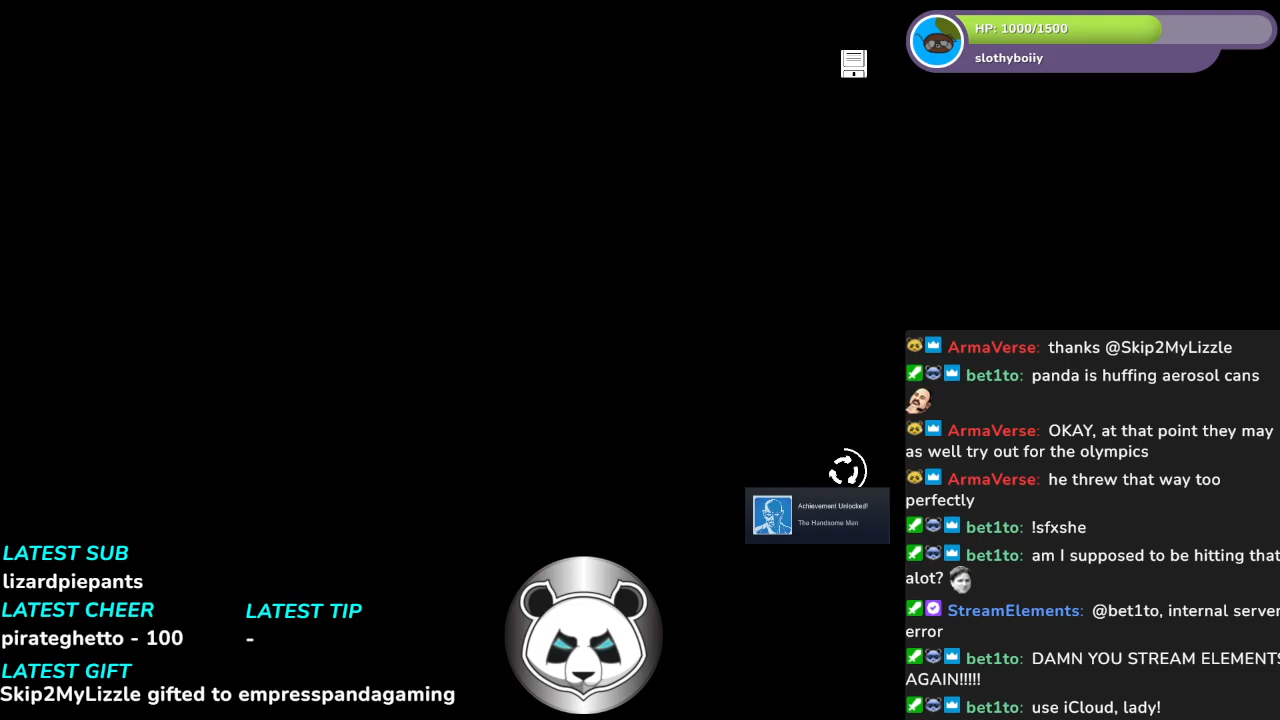 HP: 1000/1500
slothyboiiy
ArmaVerse: thanks @Skip2MyLizzle
bet1to: panda is huffing aerosol cans
ArmaVerse: OKAY, at that point they may
as well try out for the olympics
ArmaVerse: he threw that way too
perfectly
bet1to: !sfxshe
bet1to: am I supposed to be hitting that
alot?
StreamElements: @bet1to, internal server
error
bet1to: DAMN YOU STREAM ELEMENTS
AGAIN!!!!!
bet1to: use iCloud, lady!
Achievement Unlocked!
The Handsome Men
LATEST SUB
lizardpiepants
LATEST CHEER
pirateghetto - 100
LATEST TIP
-
LATEST GIFT
Skip2MyLizzle gifted to empresspandagaming